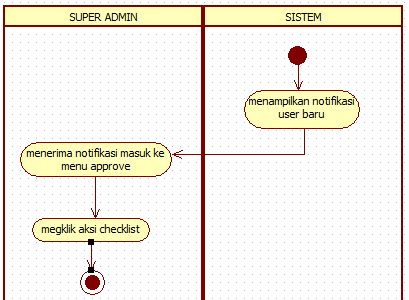 SUPER ADMIN
SISTEM
menampilkan notifikasi
user baru
menerima notifikasi masuk ke
menu approve
megklik aksi checklist